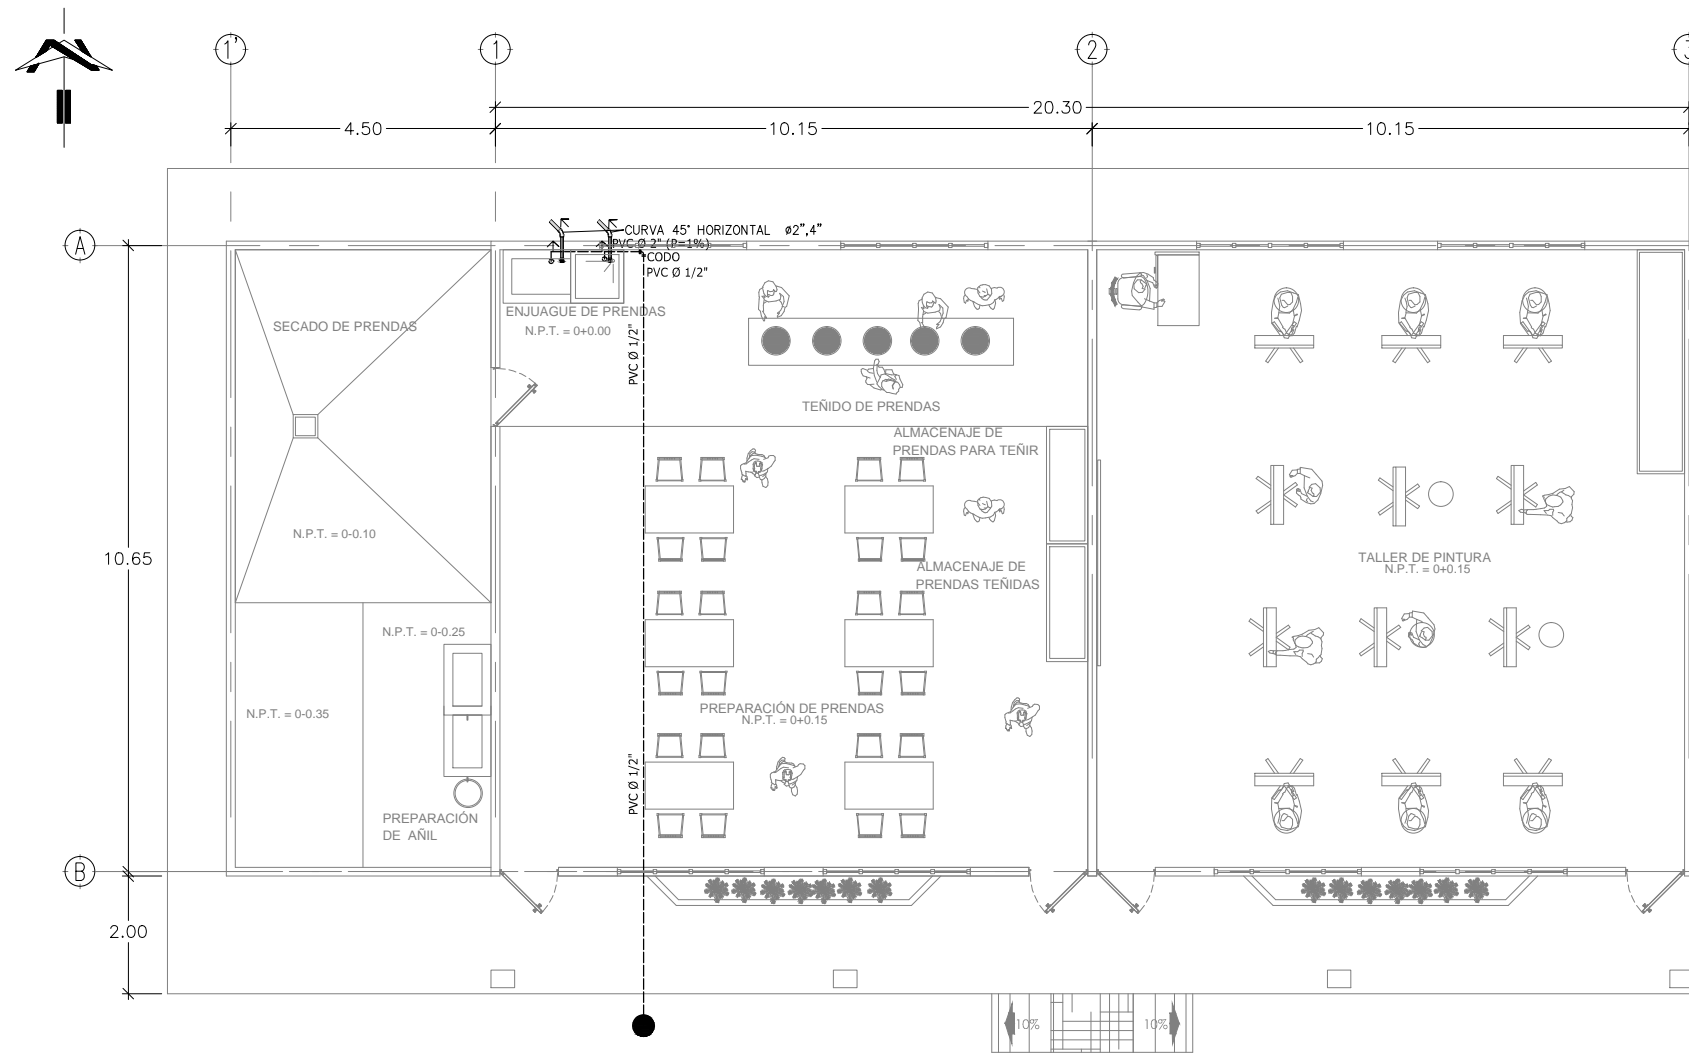 1'
1
2
3
20.30
4.50
10.15
10.15
A
CURVA 45° HORIZONTAL ø2",4"
PVC Ø 2" (P=1%)
CODO
PVC Ø 1/2"
ENJUAGUE DE PRENDAS
N.P.T. = 0+0.00
SECADO DE PRENDAS
PVC Ø 1/2"
TEÑIDO DE PRENDAS
ALMACENAJE DE
PRENDAS PARA TEÑIR
N.P.T. = 0-0.10
10.65
ALMACENAJE DE
PRENDAS TEÑIDAS
TALLER DE PINTURA
N.P.T. = 0+0.15
N.P.T. = 0-0.25
N.P.T. = 0-0.35
PREPARACIÓN DE PRENDAS
N.P.T. = 0+0.15
PVC Ø 1/2"
PREPARACIÓN
DE AÑIL
B
2.00
10%
10%